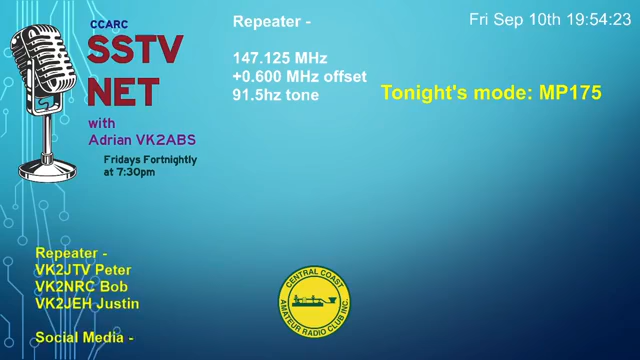 CCARC
SSTV
NET
with
Adrian VK2ABS
Fridays Fortnightly
at 7:30pm
Repeater -
147.125 MHz
+0.600 MHz offset
91.5hz tone
Fri Sep 10th 19:54:23
Tonight's mode: MP175
Repeater -
VK2JTV Peter
VK2NRC Bob
VK2JEH Justin
Social Media -
CENTRAL COAST
AMATEUR RADIO CLUB INC.